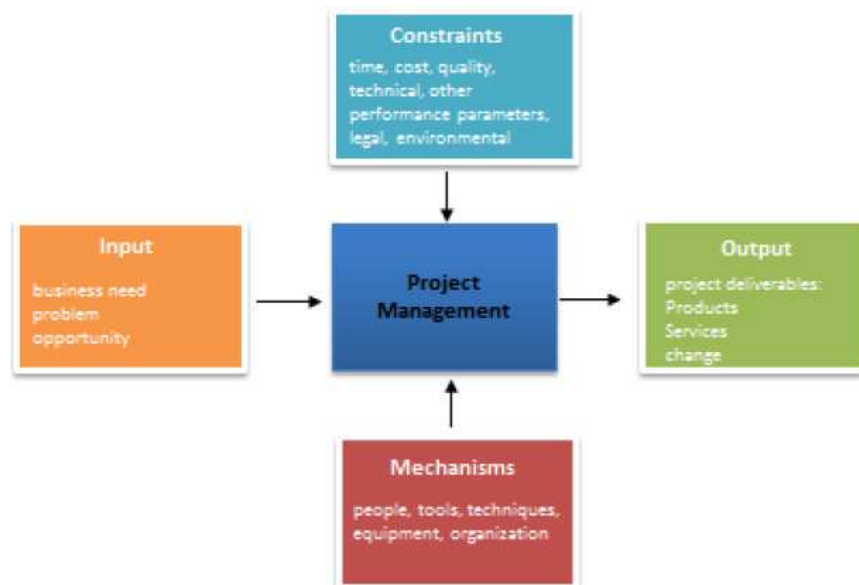 Constraints
time, cost, quality,
technical, other
performance parameters,
legal, environmental
Input
business need
problem
opportunity
Project
Management
Output
project deliverables:
Products
Services
change
Mechanisms
people, tools, techniques,
equipment, organization